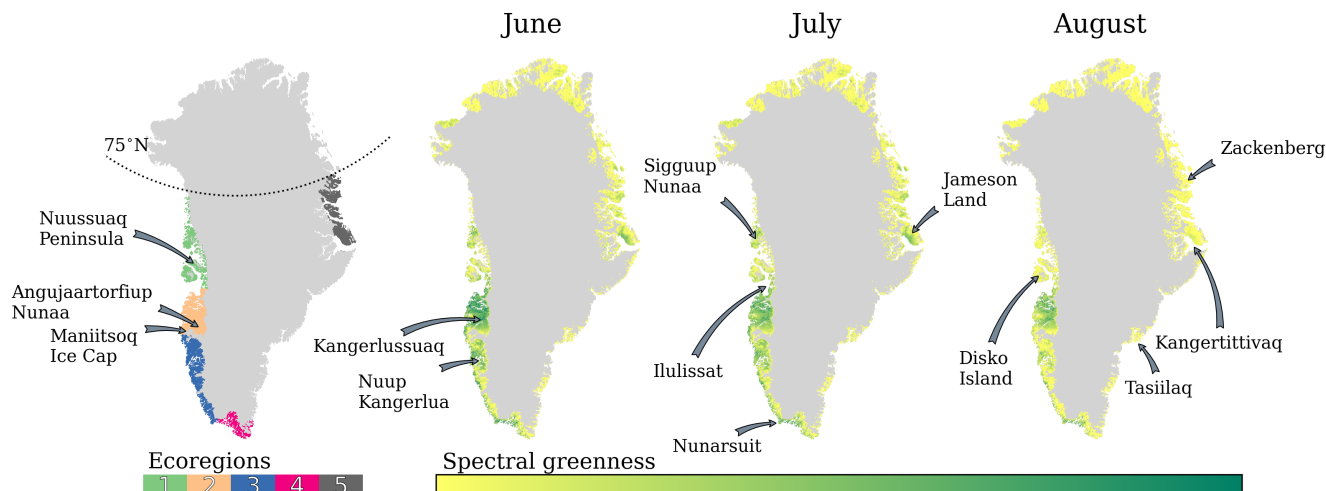 June
July
August
75°N
Nuussuaq
Peninsula
Angujaartorfiup
Nunaa
Maniitsoq
Ice Cap
Kangerlussuaq
Nuup
Kangerlua
Sigguup
Nunaa
Jameson
Land
Ilulissat
Nunarsuit
Zackenberg
Disko
Island
Kangertittivaq
Tasiilaq
Ecoregions
1 2 3 4 5
Spectral greenness